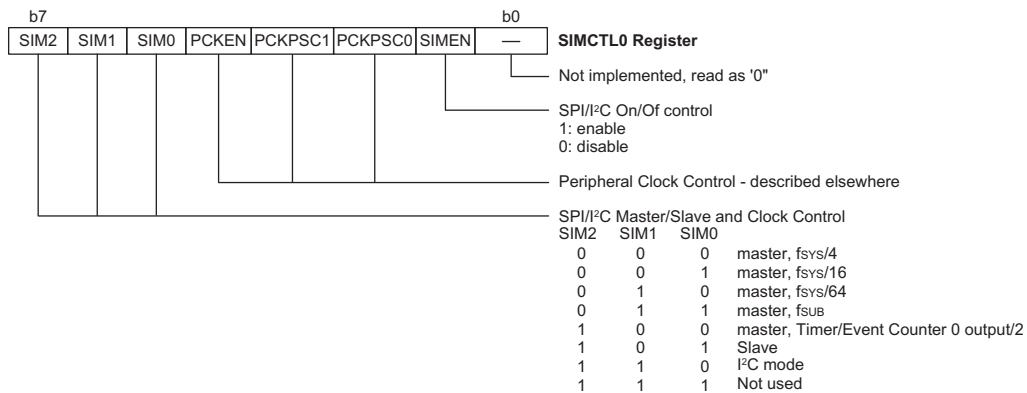 b7 b0
SIM2 SIM1 SIM0 PCKEN PCKPSC1 PCKPSC0 SIMEN — SIMCTL0 Register
Not implemented, read as '0"
SPI/I²C On/Of control
1: enable
0: disable
Peripheral Clock Control - described elsewhere
SPI/I²C Master/Slave and Clock Control
SIM2 SIM1 SIM0
0 0 0 master, fSYS/4
0 0 1 master, fSYS/16
0 1 0 master, fSYS/64
0 1 1 master, fSUB
1 0 0 master, Timer/Event Counter 0 output/2
1 0 1 Slave
1 1 0 I²C mode
1 1 1 Not used